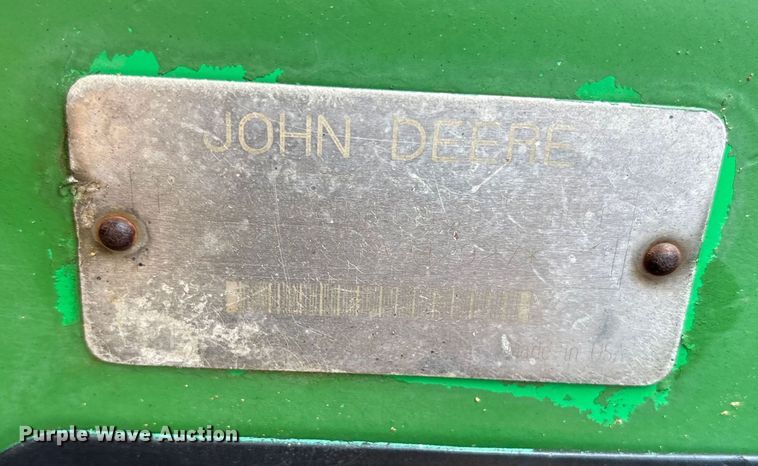 JOHN DEERE
Made in USA
Purple Wave Auction